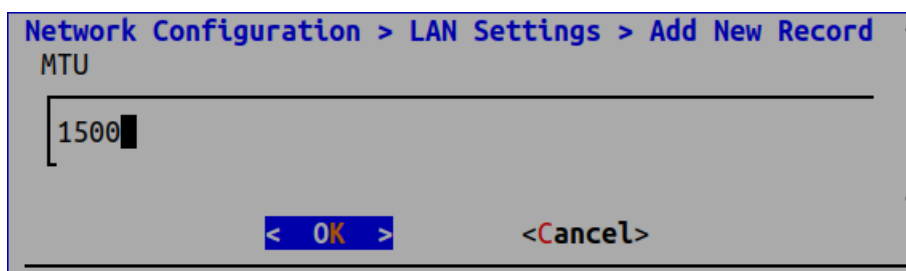 Network Configuration > LAN Settings > Add New Record
MTU
1500
< OK > <Cancel>